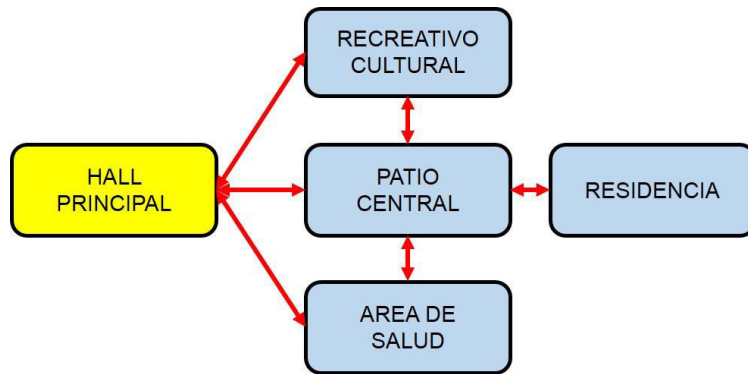 RECREATIVO
CULTURAL
HALL
PRINCIPAL
PATIO
CENTRAL
RESIDENCIA
AREA DE
SALUD